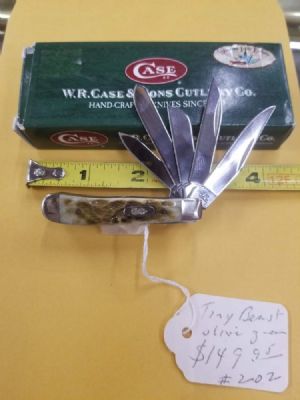 CASE
W.R. CASE & SONS CUTLERY CO.
HAND-CRAFTED KNIVES SINCE
CASE
1 2 3 4
Tiny Beast
olive green
$149.95
#202